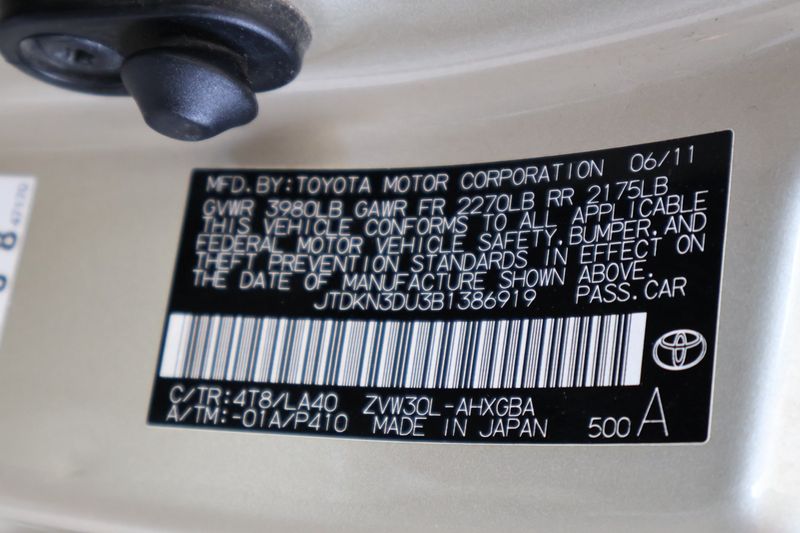 MFD.BY:TOYOTA MOTOR CORPORATION 06/11
GVWR 3980LB GAWR FR 2270LB RR 2175LB
THIS VEHICLE CONFORMS TO ALL APPLICABLE
FEDERAL MOTOR VEHICLE SAFETY,BUMPER,AND
THEFT PREVENTION STANDARDS IN EFFECT ON
THE DATE OF MANUFACTURE SHOWN ABOVE.
JTDKN3DU3B1386919 PASS.CAR
C/TR:4T8/LA40 ZVW30L-AHXGBA
A/TM:-01A/P410 MADE IN JAPAN 500 A